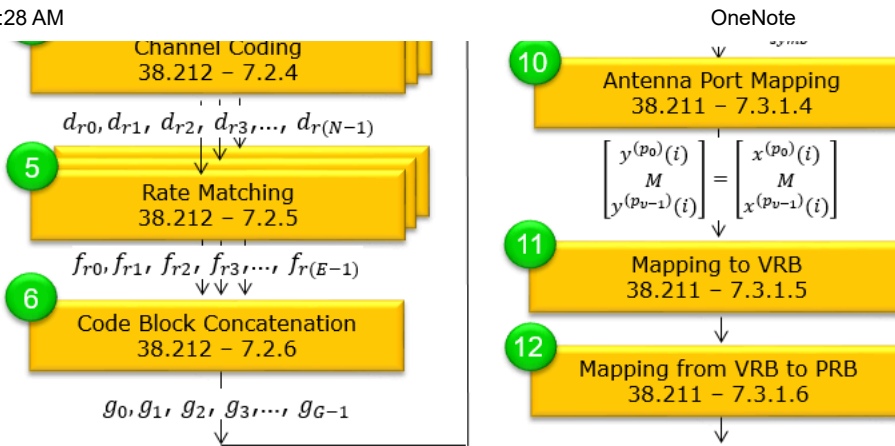 :28 AM
OneNote
Channel Coding
38.212 – 7.2.4
d_{r0}, d_{r1}, d_{r2}, d_{r3}, ..., d_{r(N-1)}
5
Rate Matching
38.212 – 7.2.5
f_{r0}, f_{r1}, f_{r2}, f_{r3}, ..., f_{r(E-1)}
6
Code Block Concatenation
38.212 – 7.2.6
g_0, g_1, g_2, g_3, ..., g_{G-1}
10
Antenna Port Mapping
38.211 – 7.3.1.4
y^{(p_0)}(i) x^{(p_0)}(i)
M = M
y^{(p_{υ-1})}(i) x^{(p_{υ-1})}(i)
11
Mapping to VRB
38.211 – 7.3.1.5
12
Mapping from VRB to PRB
38.211 – 7.3.1.6